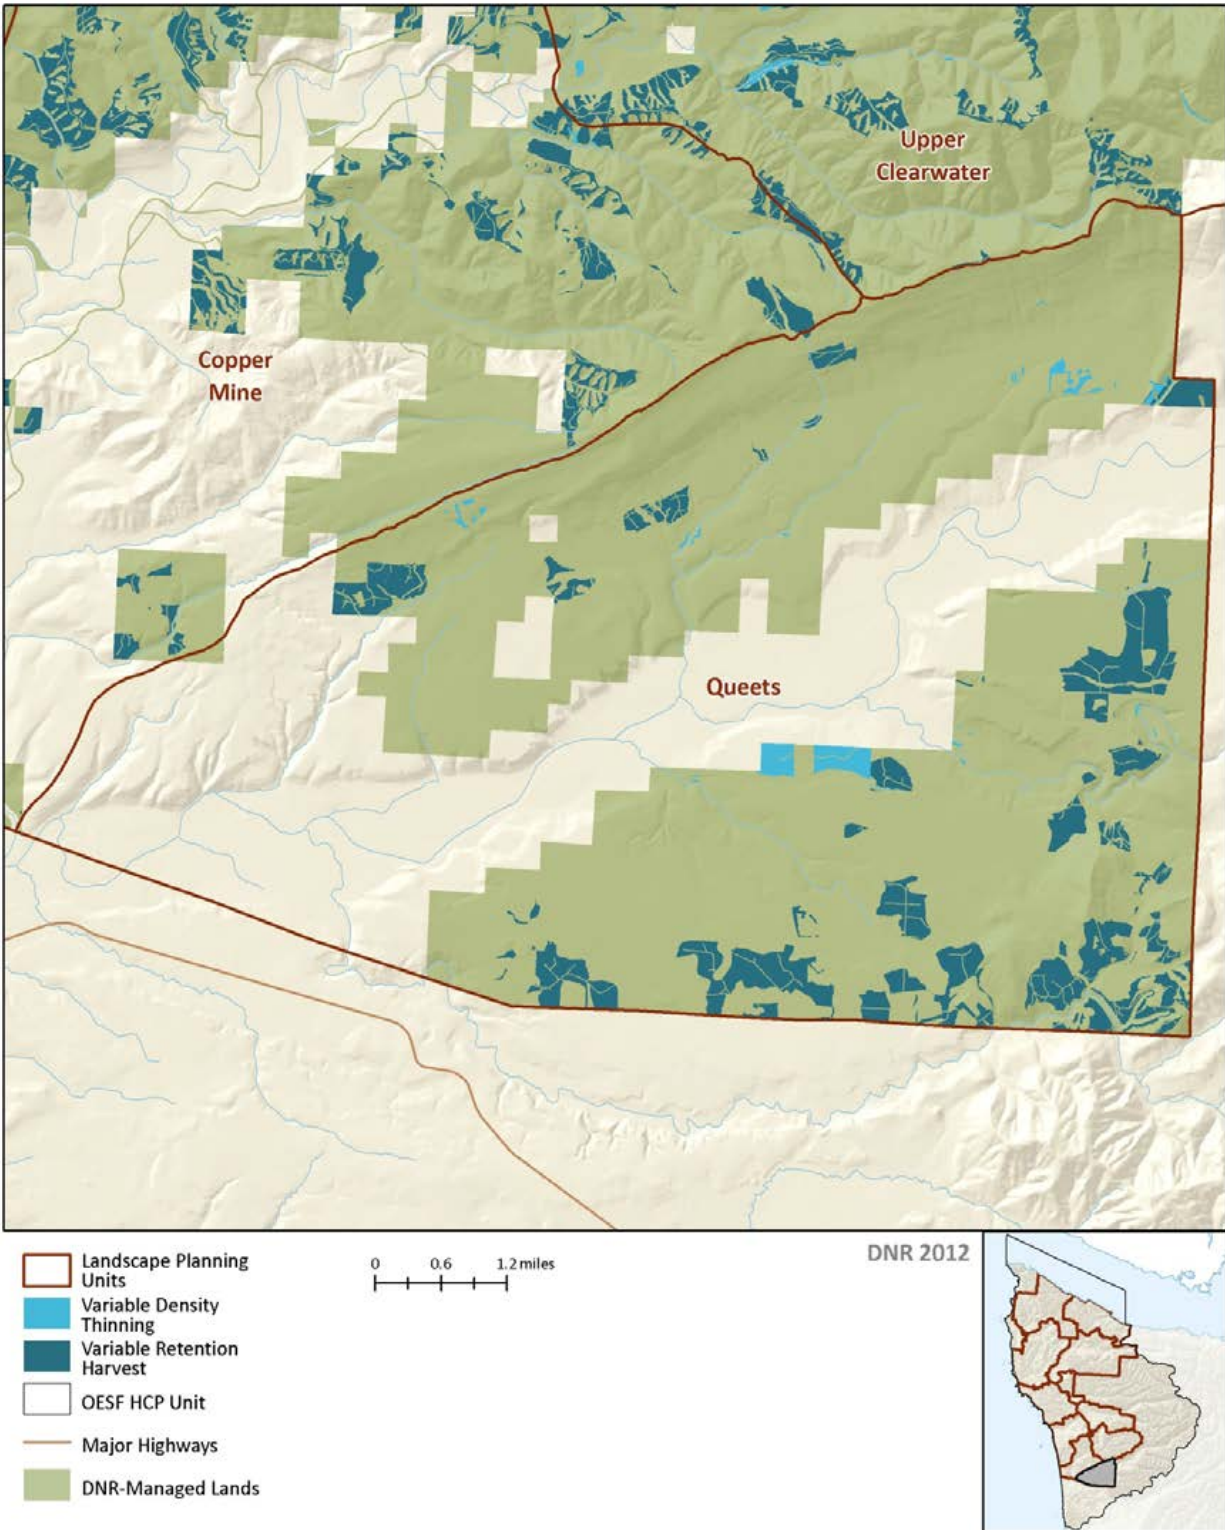 Upper
Clearwater
Copper
Mine
Queets
Landscape Planning
Units
Variable Density
Thinning
Variable Retention
Harvest
OESF HCP Unit
Major Highways
DNR-Managed Lands
0 0.6 1.2 miles
DNR 2012